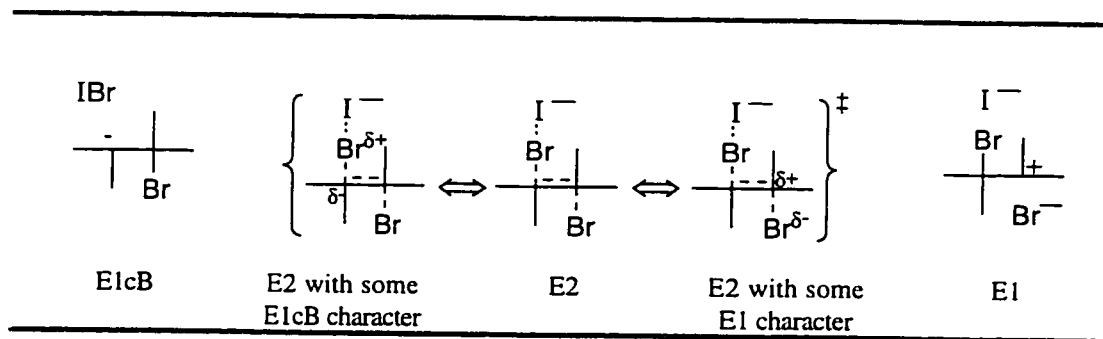 IBr
-
Br
I—
Brδ+
δ-
Br
I—
Br
Br
I—
Br
δ+
Brδ-
‡
I—
Br
+
Br—
E1cB
E2 with some
E1cB character
E2
E2 with some
E1 character
E1